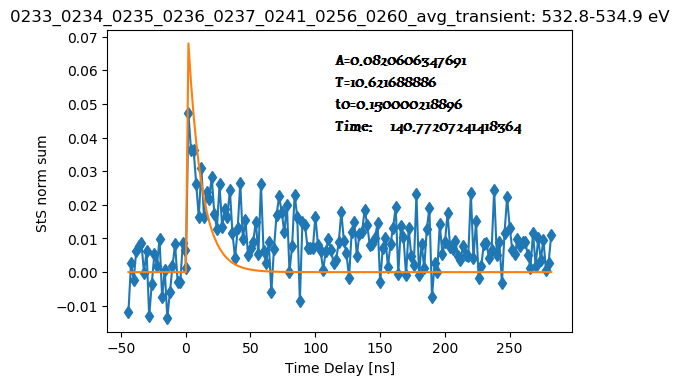 0233_0234_0235_0236_0237_0241_0256_0260_avg_transient: 532.8-534.9 eV
0.07
0.06
0.05
0.04
0.03
0.02
0.01
0.00
−0.01
StS norm sum
A=0.0820606347691
T=10.621688886
t0=0.130000218896
Time: 140.77207241418364
−50
0
50
100
150
200
250
Time Delay [ns]